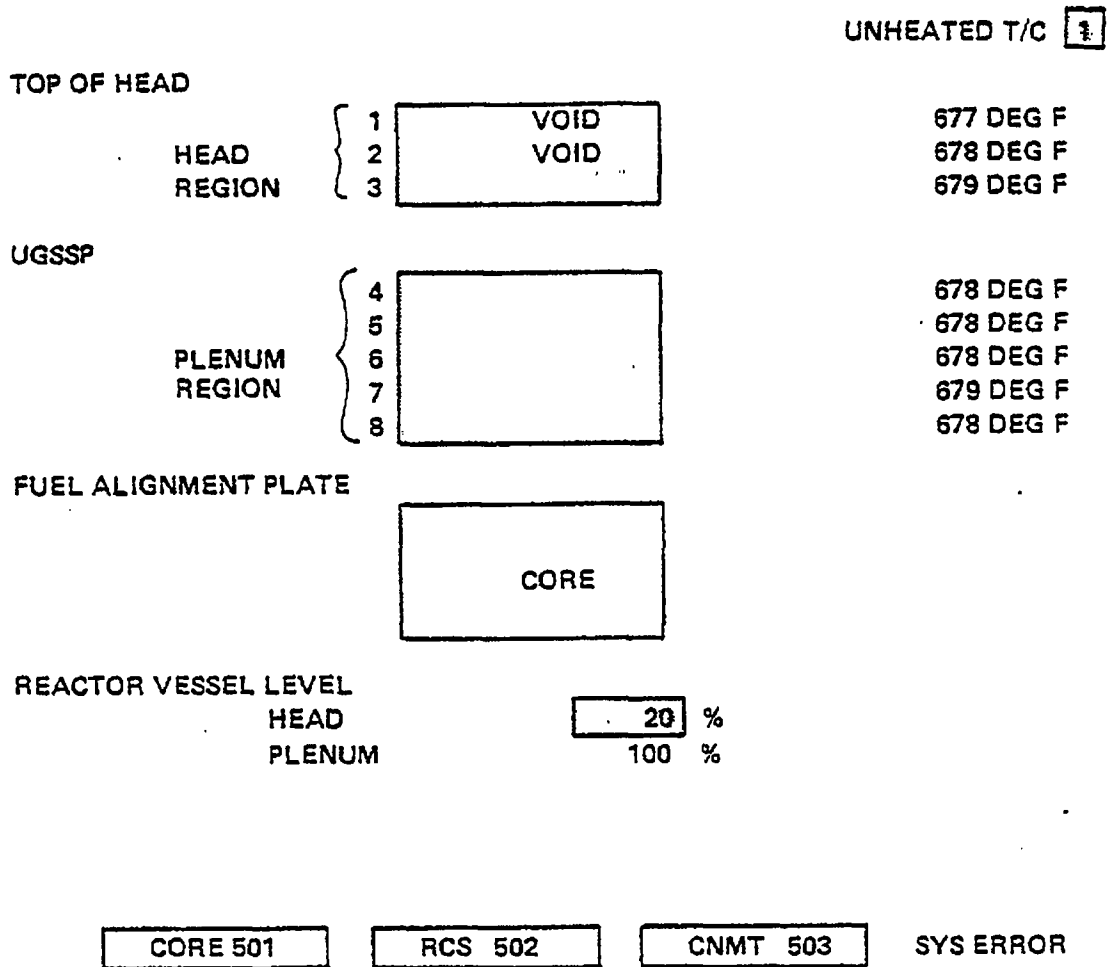 UNHEATED T/C 1
TOP OF HEAD
1 VOID 677 DEG F
HEAD 2 VOID 678 DEG F
REGION 3 679 DEG F
UGSSP
4 678 DEG F
5 678 DEG F
PLENUM 6 678 DEG F
REGION 7 679 DEG F
8 678 DEG F
FUEL ALIGNMENT PLATE
CORE
REACTOR VESSEL LEVEL
HEAD 20 %
PLENUM 100 %
CORE 501 RCS 502 CNMT 503 SYS ERROR